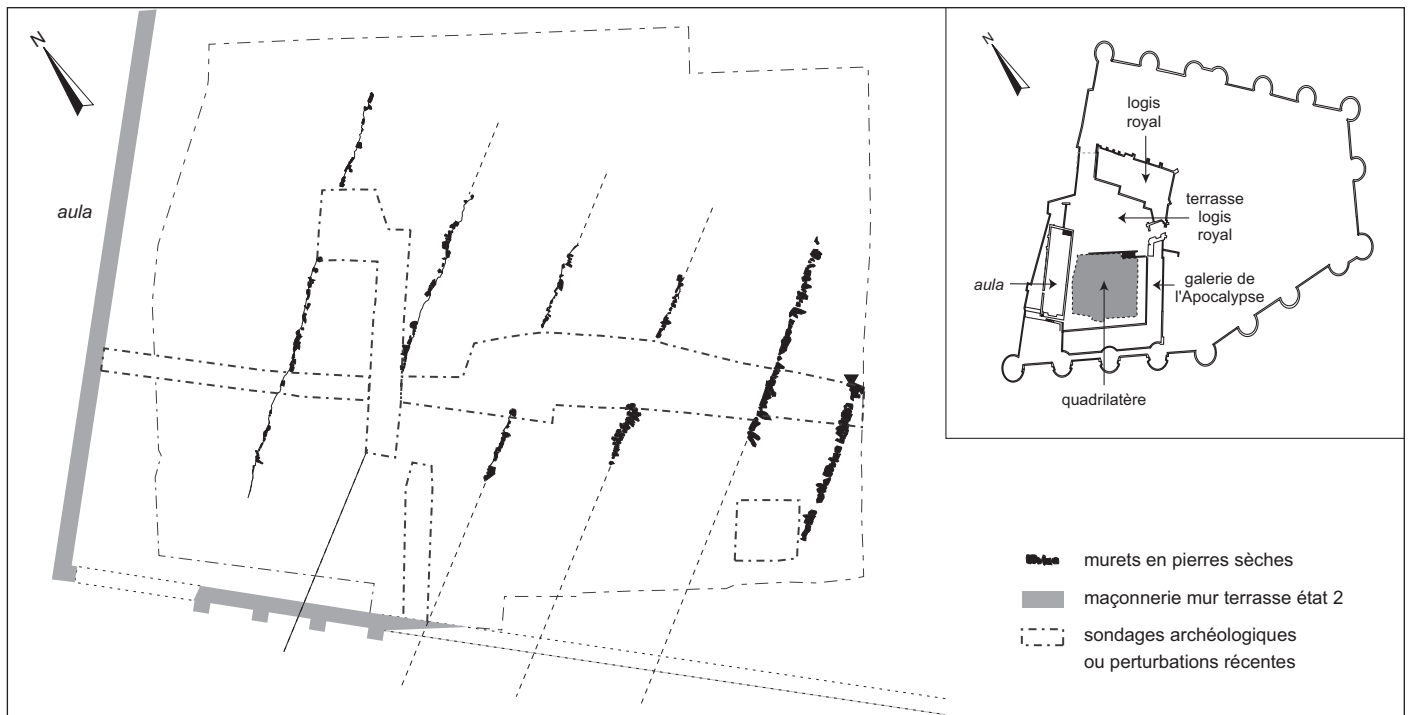 N
aula
murets en pierres sèches
maçonnerie mur terrasse état 2
sondages archéologiques
ou perturbations récentes
N
logis
royal
terrasse
logis
royal
aula
galerie de
l'Apocalypse
quadrilatère